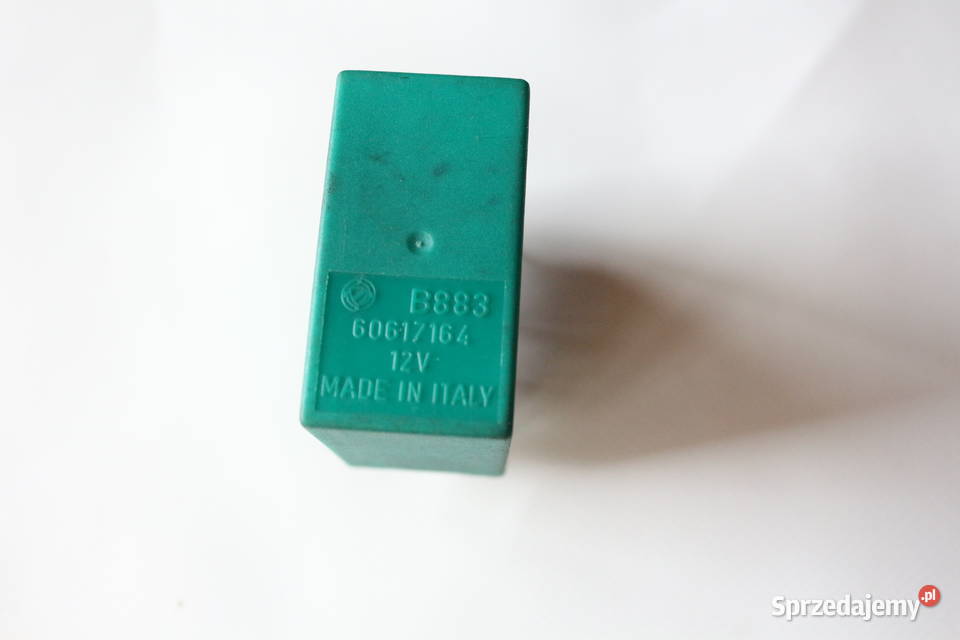 B883
60617164
12V
MADE IN ITALY
Sprzedajemy.pl